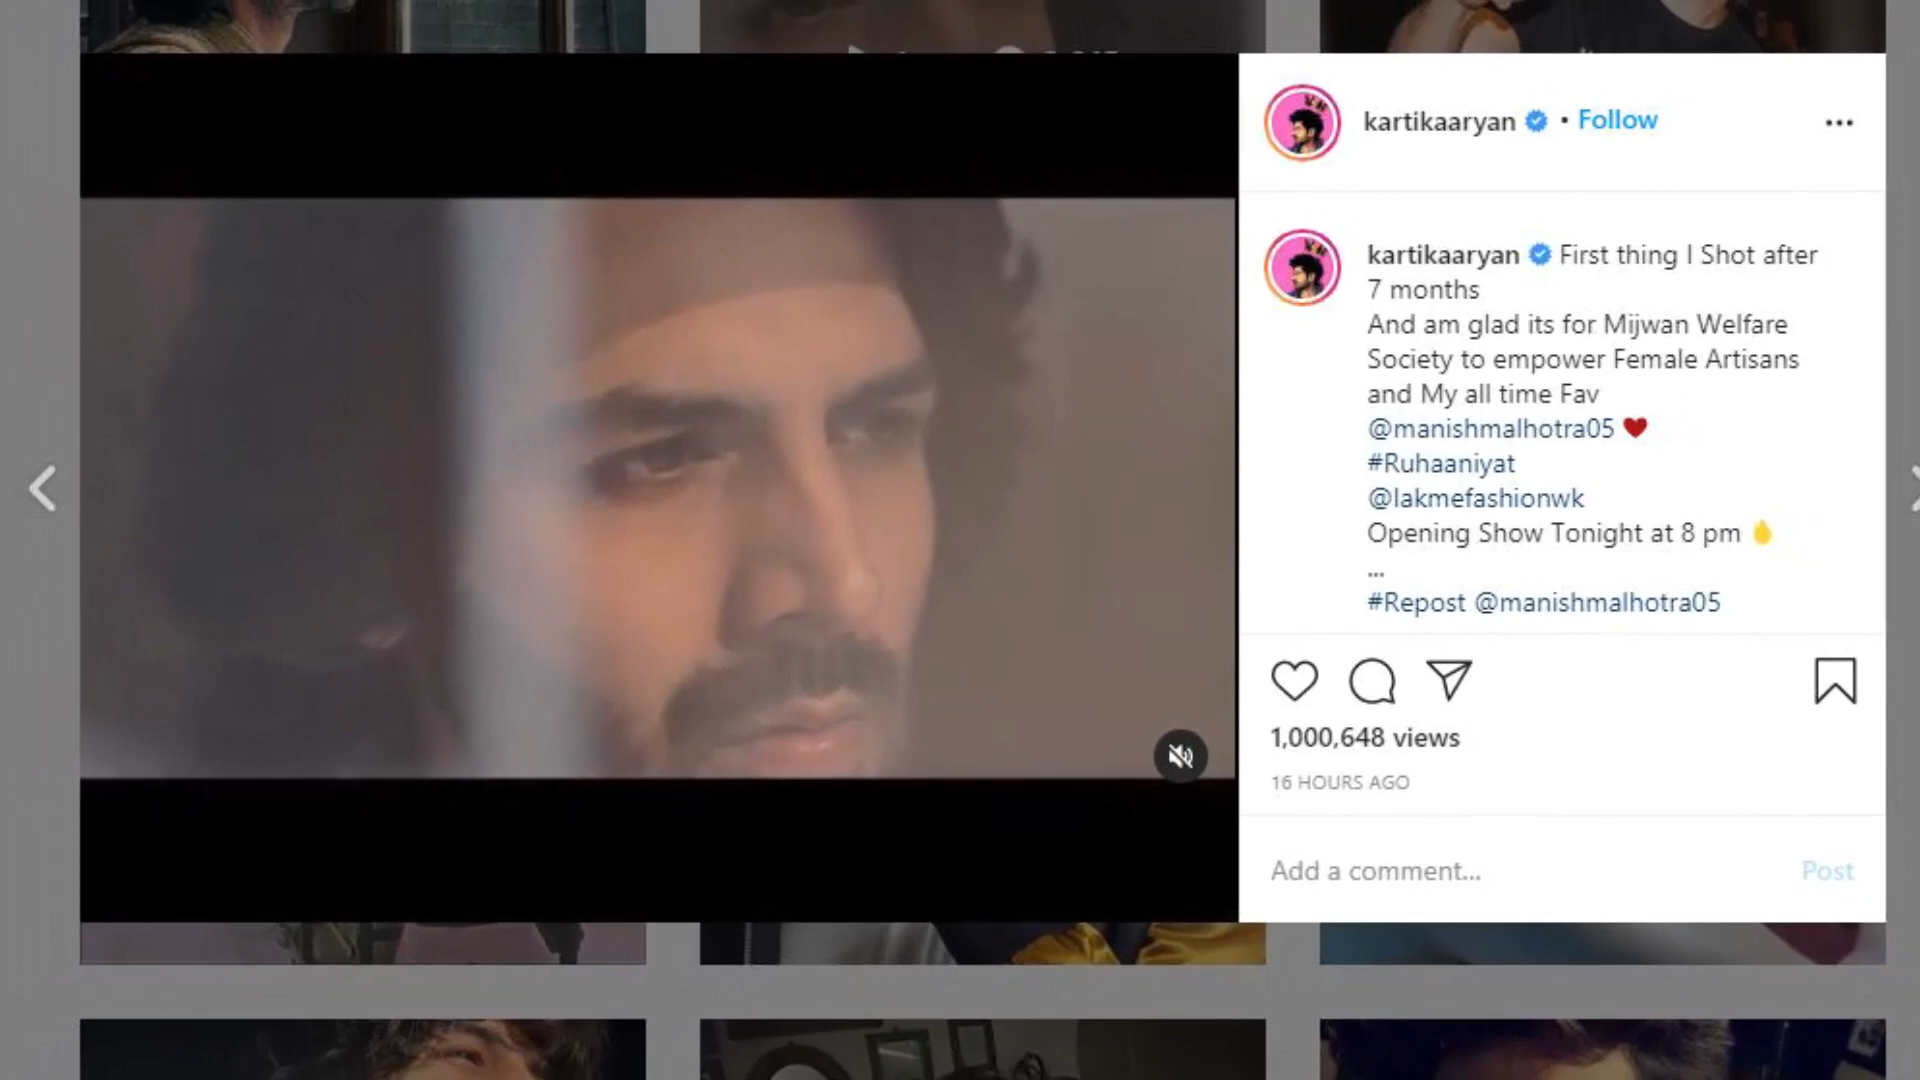 kartikaaryan • Follow
kartikaaryan First thing I Shot after
7 months
And am glad its for Mijwan Welfare
Society to empower Female Artisans
and My all time Fav
@manishmalhotra05 ❤
#Ruhaaniyat
@lakmefashionwk
Opening Show Tonight at 8 pm
...
#Repost @manishmalhotra05
1,000,648 views
16 HOURS AGO
Add a comment... Post